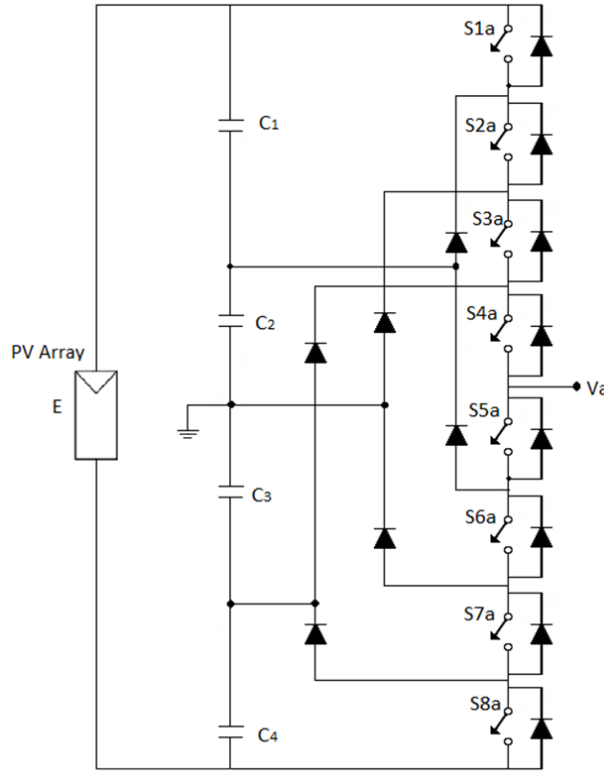 S1a
C1
S2a
S3a
C2
S4a
PV Array
E
Va
S5a
C3
S6a
S7a
S8a
C4